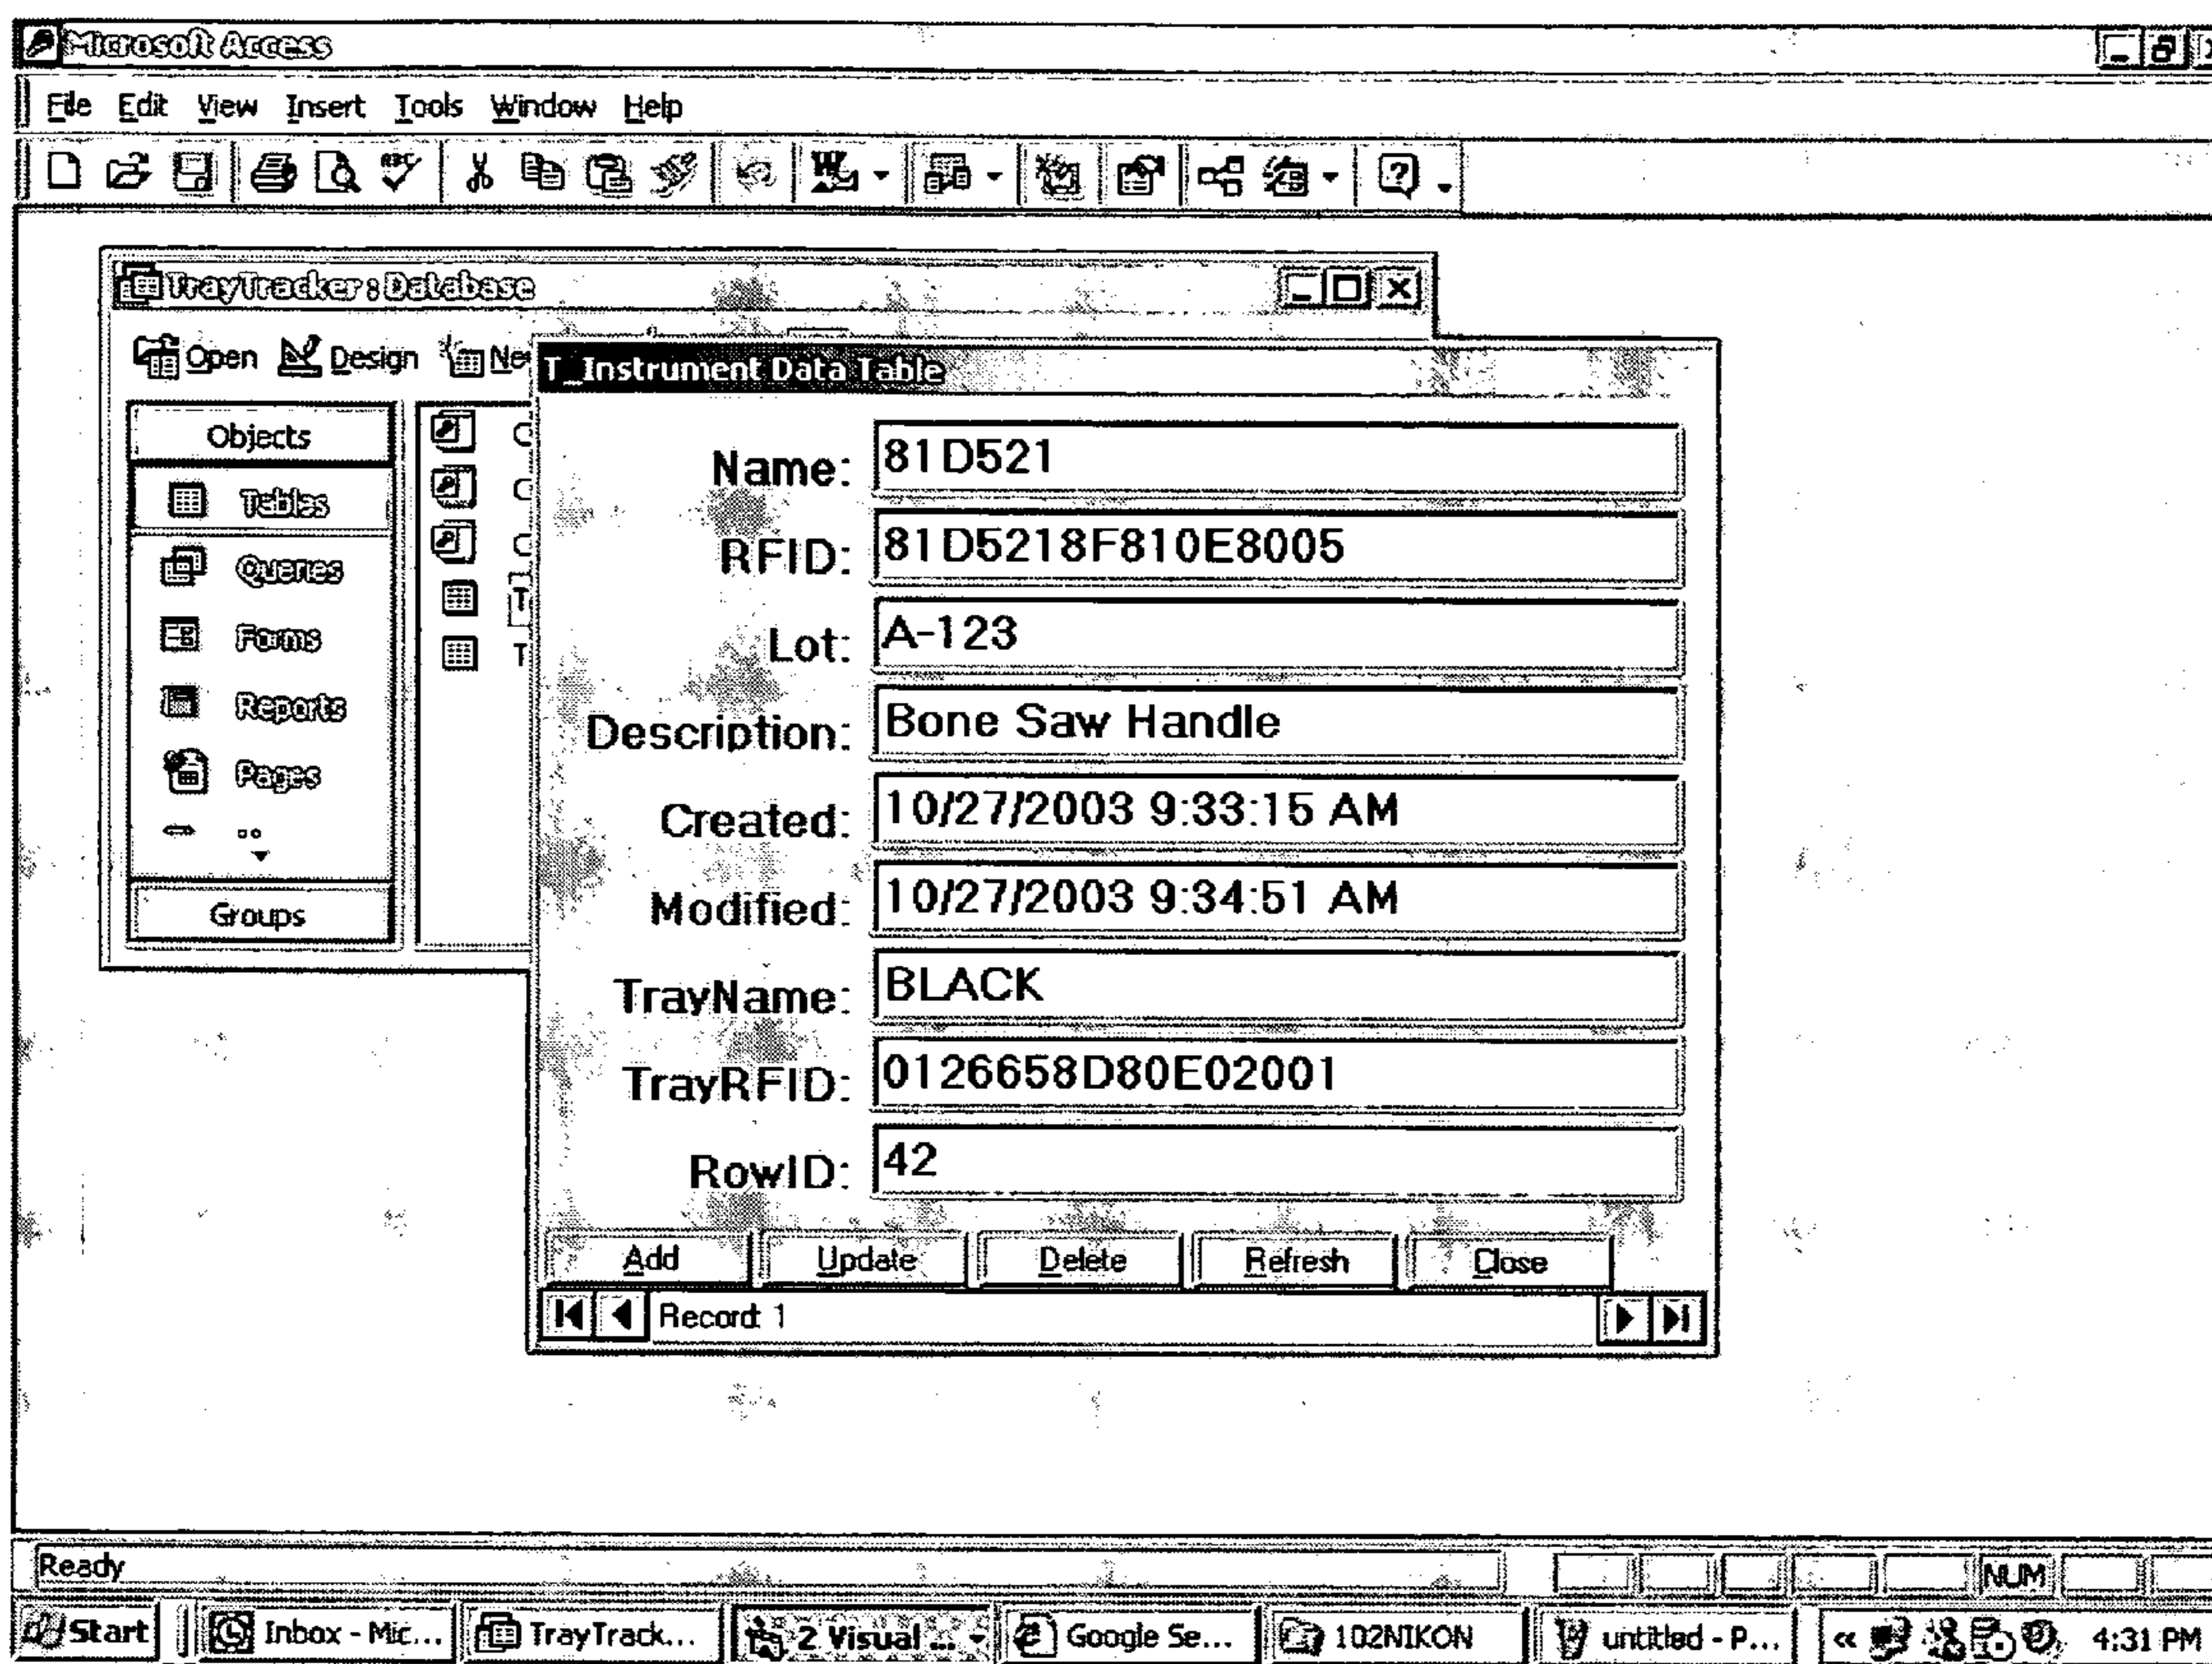 Microsoft Access
File Edit View Insert Tools Window Help
TrayTracker : Database
Open Design Ne
T_Instrument Data Table
Objects
Tables
Queries
Forms
Reports
Pages
Groups
C
C
C
T
T
Name: 81D521
RFID: 81D5218F810E8005
Lot: A-123
Description: Bone Saw Handle
Created: 10/27/2003 9:33:15 AM
Modified: 10/27/2003 9:34:51 AM
TrayName: BLACK
TrayRFID: 0126658D80E02001
RowID: 42
Add Update Delete Refresh Close
Record: 1
Ready NUM
Start Inbox - Mic... TrayTrack... 2 Visual ... Google Se... 102NIKON untitled - P... « 4:31 PM